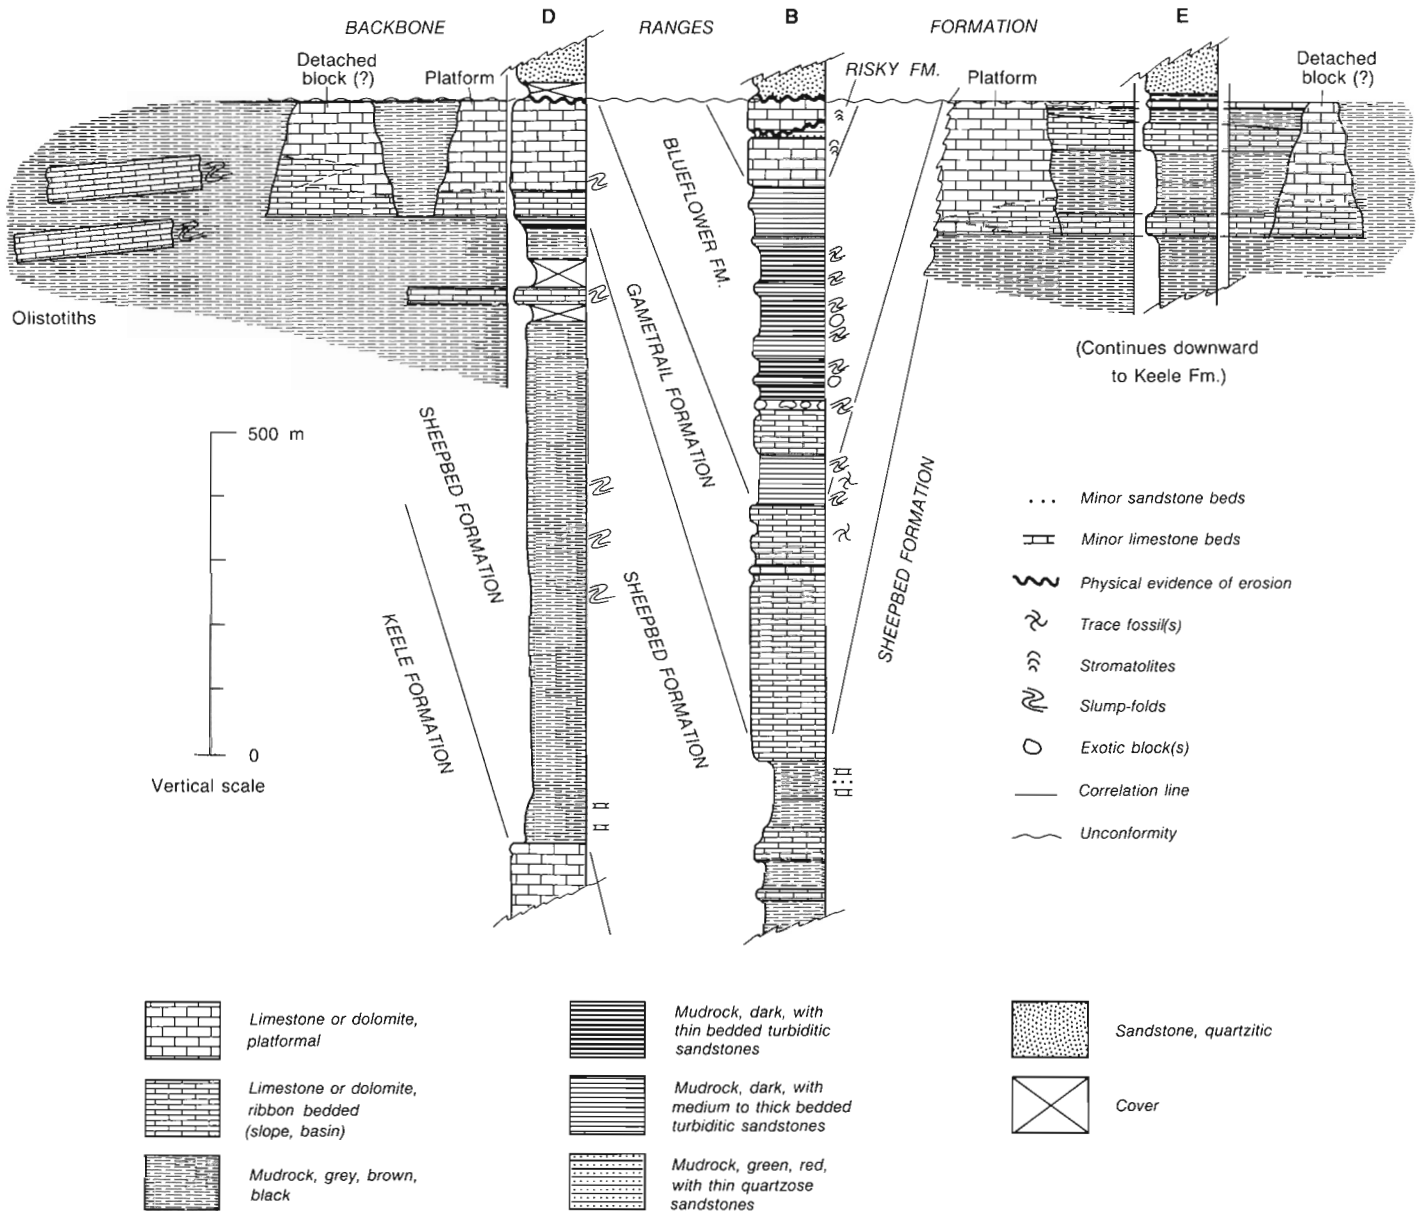 D
B
E
BACKBONE
RANGES
FORMATION
Detached
block (?)
Platform
RISKY FM.
Platform
Detached
block (?)
BLUEFLOWER FM.
GAMETRAIL FORMATION
Olistotiths
(Continues downward
to Keele Fm.)
SHEEPBED FORMATION
KEELE FORMATION
SHEEPBED FORMATION
SHEEPBED FORMATION
500 m
0
Vertical scale
Minor sandstone beds
Minor limestone beds
Physical evidence of erosion
Trace fossil(s)
Stromatolites
Slump-folds
Exotic block(s)
Correlation line
Unconformity
Limestone or dolomite,
platformal
Limestone or dolomite,
ribbon bedded
(slope, basin)
Mudrock, grey, brown,
black
Mudrock, dark, with
thin bedded turbiditic
sandstones
Mudrock, dark, with
medium to thick bedded
turbiditic sandstones
Mudrock, green, red,
with thin quartzose
sandstones
Sandstone, quartzitic
Cover